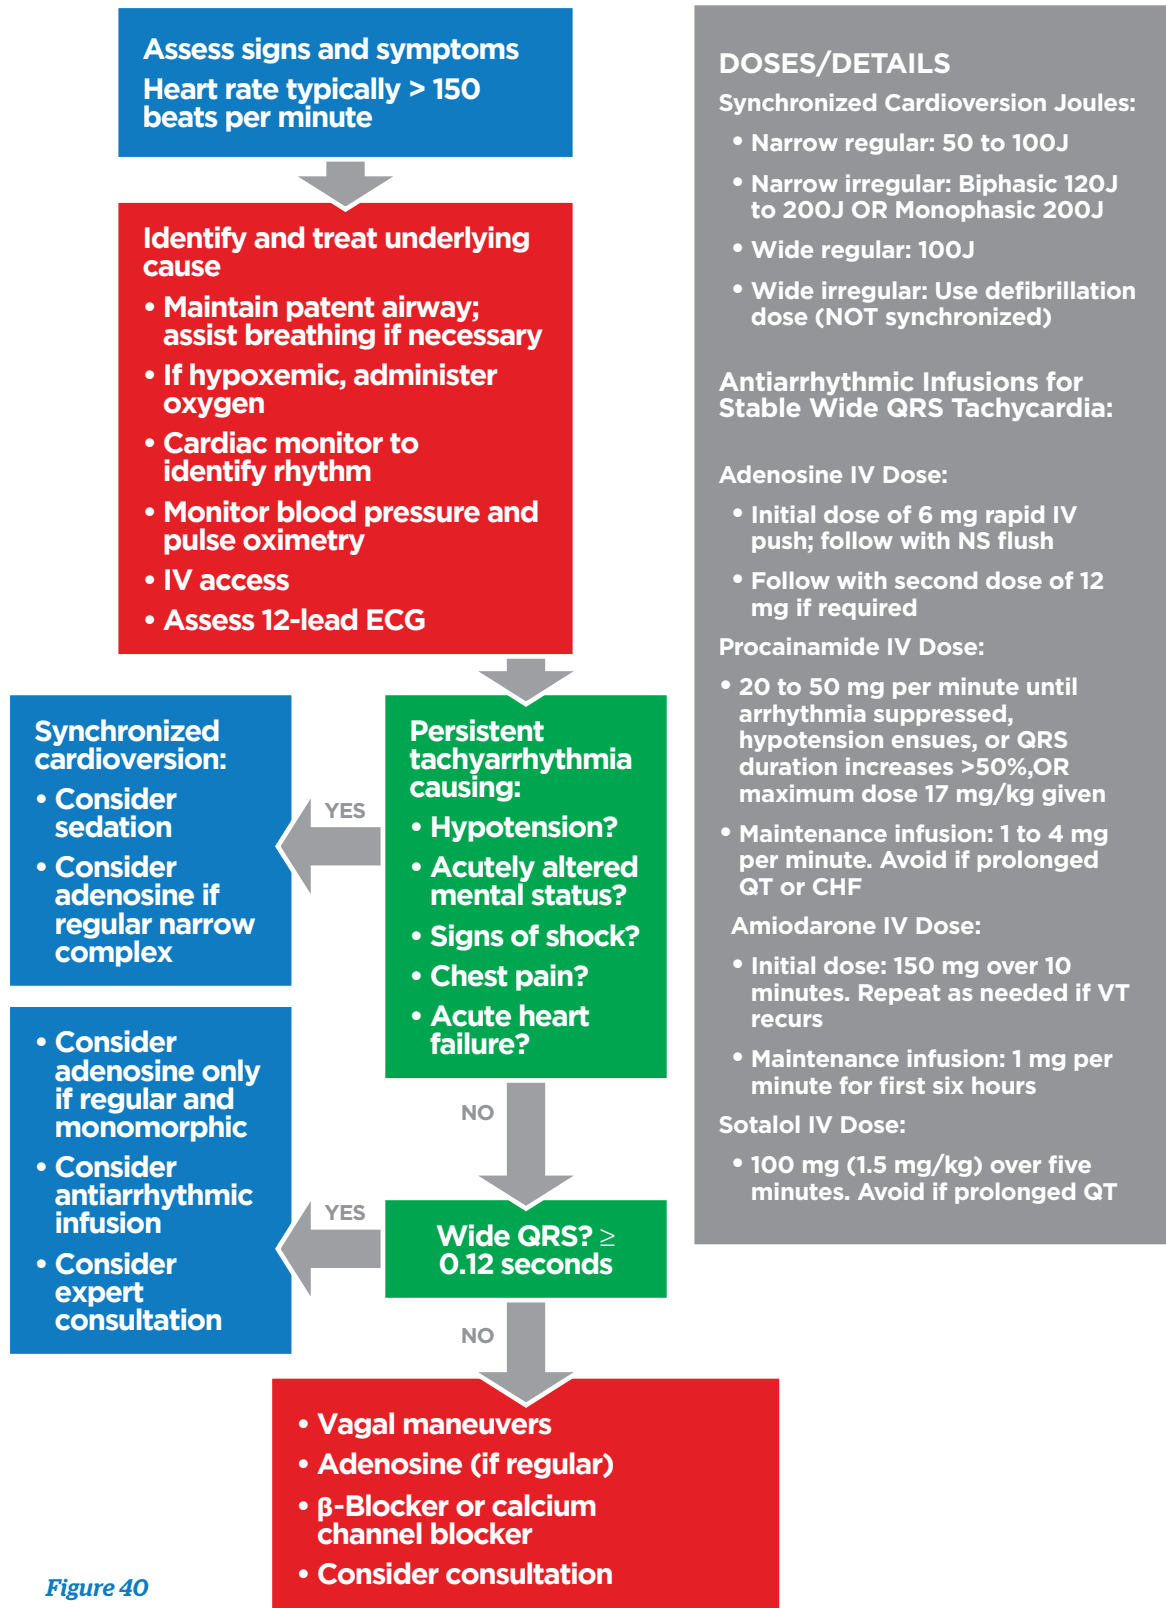 Assess signs and symptoms
Heart rate typically > 150
beats per minute
Identify and treat underlying
cause
• Maintain patent airway;
assist breathing if necessary
• If hypoxemic, administer
oxygen
• Cardiac monitor to
identify rhythm
• Monitor blood pressure and
pulse oximetry
• IV access
• Assess 12-lead ECG
Persistent
tachyarrhythmia
causing:
• Hypotension?
• Acutely altered
mental status?
• Signs of shock?
• Chest pain?
• Acute heart
failure?
YES
Synchronized
cardioversion:
• Consider
sedation
• Consider
adenosine if
regular narrow
complex
NO
Wide QRS? ≥
0.12 seconds
YES
• Consider
adenosine only
if regular and
monomorphic
• Consider
antiarrhythmic
infusion
• Consider
expert
consultation
NO
• Vagal maneuvers
• Adenosine (if regular)
• β-Blocker or calcium
channel blocker
• Consider consultation
Figure 40
DOSES/DETAILS
Synchronized Cardioversion Joules:
• Narrow regular: 50 to 100J
• Narrow irregular: Biphasic 120J
to 200J OR Monophasic 200J
• Wide regular: 100J
• Wide irregular: Use defibrillation
dose (NOT synchronized)
Antiarrhythmic Infusions for
Stable Wide QRS Tachycardia:
Adenosine IV Dose:
• Initial dose of 6 mg rapid IV
push; follow with NS flush
• Follow with second dose of 12
mg if required
Procainamide IV Dose:
• 20 to 50 mg per minute until
arrhythmia suppressed,
hypotension ensues, or QRS
duration increases >50%,OR
maximum dose 17 mg/kg given
• Maintenance infusion: 1 to 4 mg
per minute. Avoid if prolonged
QT or CHF
Amiodarone IV Dose:
• Initial dose: 150 mg over 10
minutes. Repeat as needed if VT
recurs
• Maintenance infusion: 1 mg per
minute for first six hours
Sotalol IV Dose:
• 100 mg (1.5 mg/kg) over five
minutes. Avoid if prolonged QT